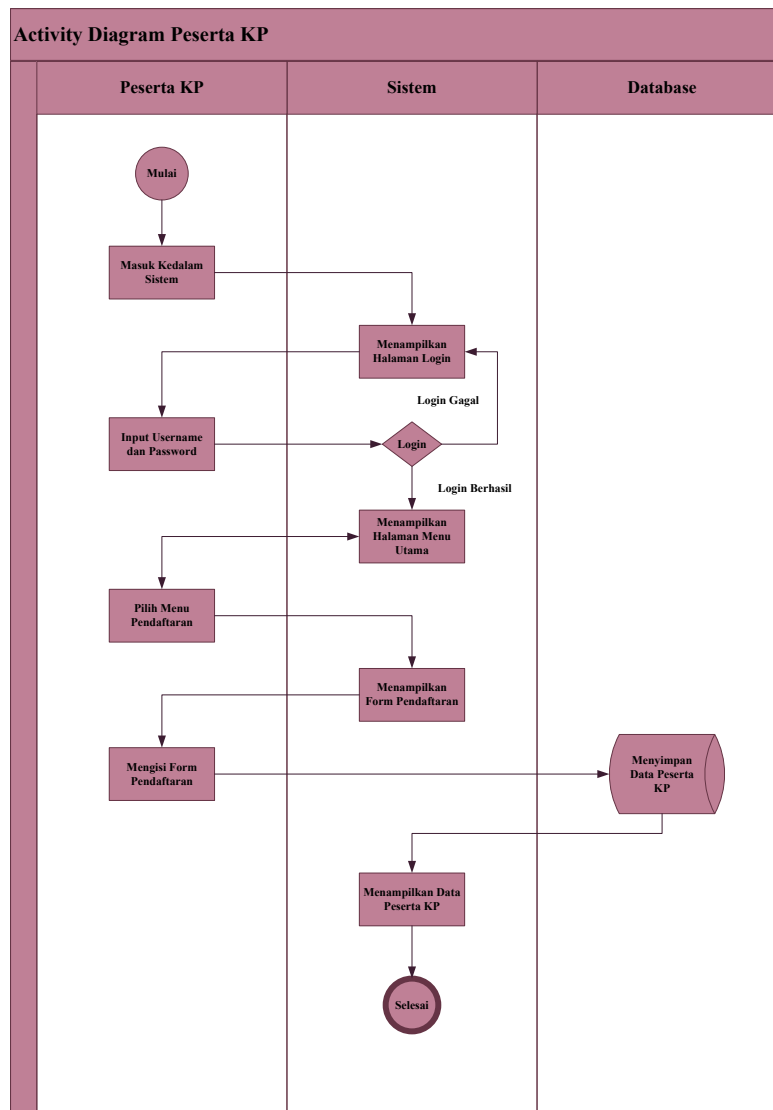 Activity Diagram Peserta KP
Peserta KP
Sistem
Database
Mulai
Masuk Kedalam
Sistem
Menampilkan
Halaman Login
Login Gagal
Input Username
dan Password
Login
Login Berhasil
Menampilkan
Halaman Menu
Utama
Pilih Menu
Pendaftaran
Menampilkan
Form Pendaftaran
Mengisi Form
Pendaftaran
Menyimpan
Data Peserta
KP
Menampilkan Data
Peserta KP
Selesai